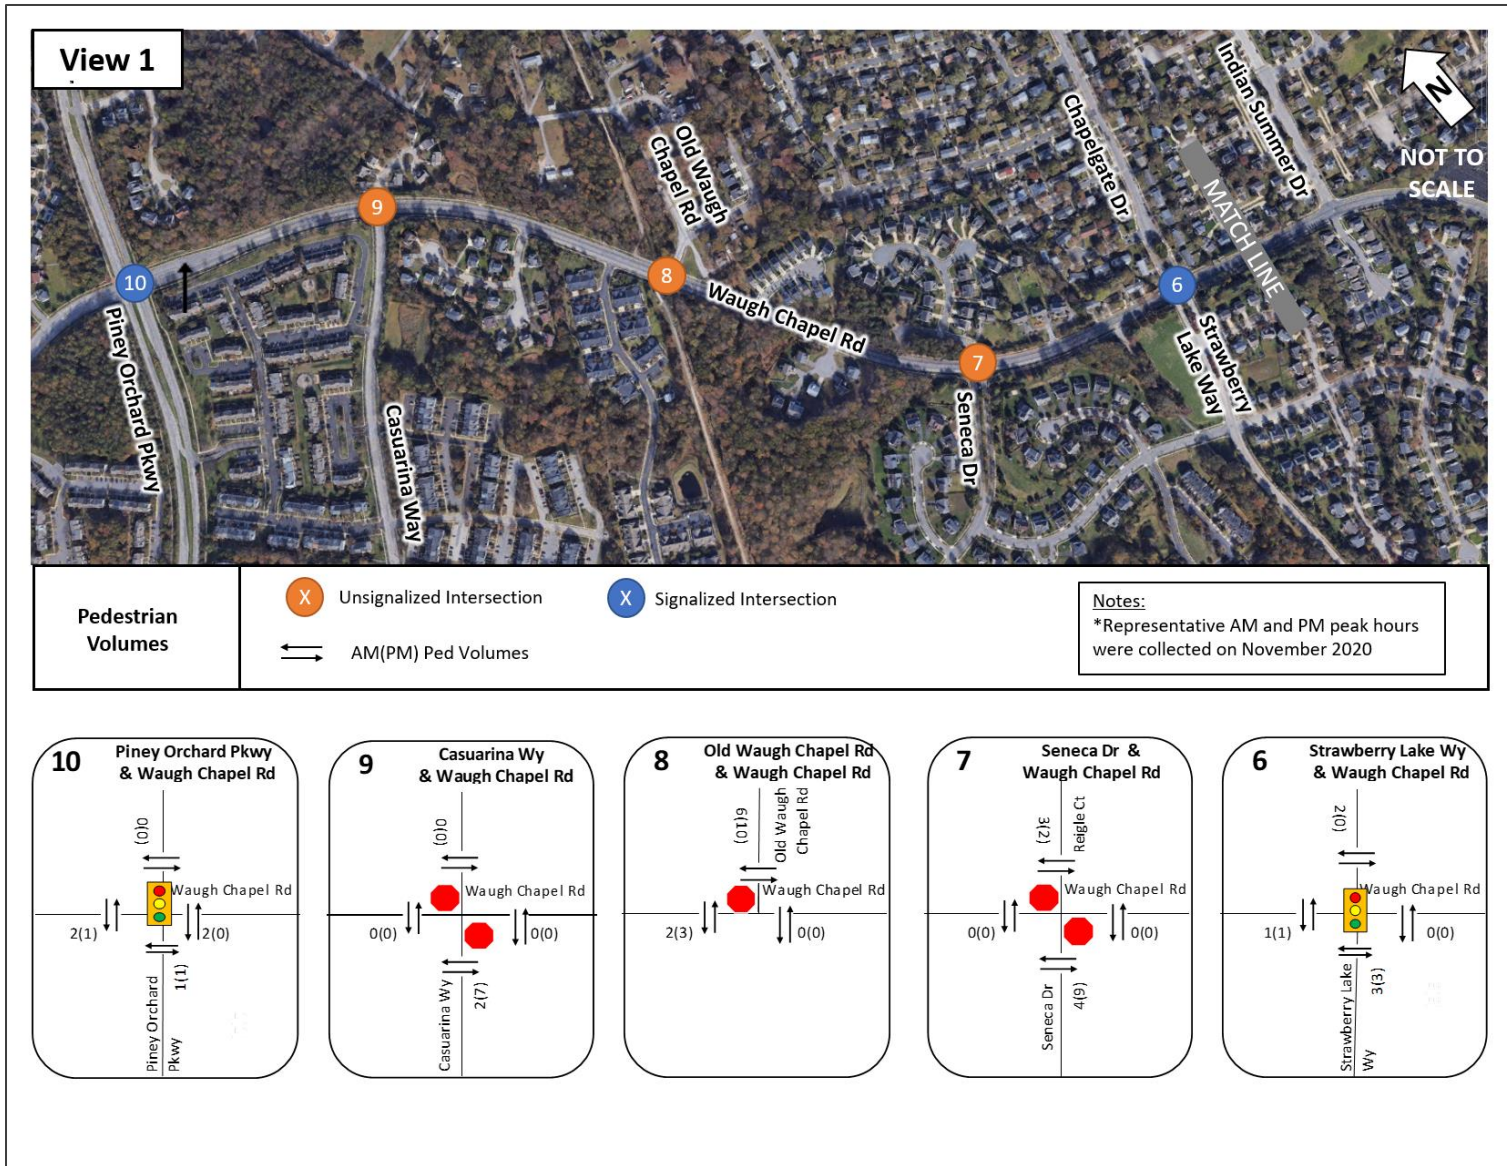 View 1
Old Waugh
Chapel Rd
Chapelgate Dr
Indian Summer Dr
N
NOT TO
SCALE
MATCH LINE
9
8
10
6
7
Waugh Chapel Rd
Piney Orchard Pkwy
Casuarina Way
Seneca Dr
Strawberry
Lake Way
Pedestrian
Volumes
X Unsignalized Intersection
X Signalized Intersection
AM(PM) Ped Volumes
Notes:
*Representative AM and PM peak hours
were collected on November 2020
10
Piney Orchard Pkwy
& Waugh Chapel Rd
0(0)
Waugh Chapel Rd
2(1)
2(0)
1(1)
Piney Orchard
Pkwy
9
Casuarina Wy
& Waugh Chapel Rd
0(0)
Waugh Chapel Rd
0(0)
0(0)
2(7)
Casuarina Wy
8
Old Waugh Chapel Rd
& Waugh Chapel Rd
6(10)
Old Waugh
Chapel Rd
Waugh Chapel Rd
2(3)
0(0)
7
Seneca Dr &
Waugh Chapel Rd
3(2)
Reigle Ct
Waugh Chapel Rd
0(0)
0(0)
4(9)
Seneca Dr
6
Strawberry Lake Wy
& Waugh Chapel Rd
2(0)
Waugh Chapel Rd
1(1)
0(0)
3(3)
Strawberry Lake
Wy